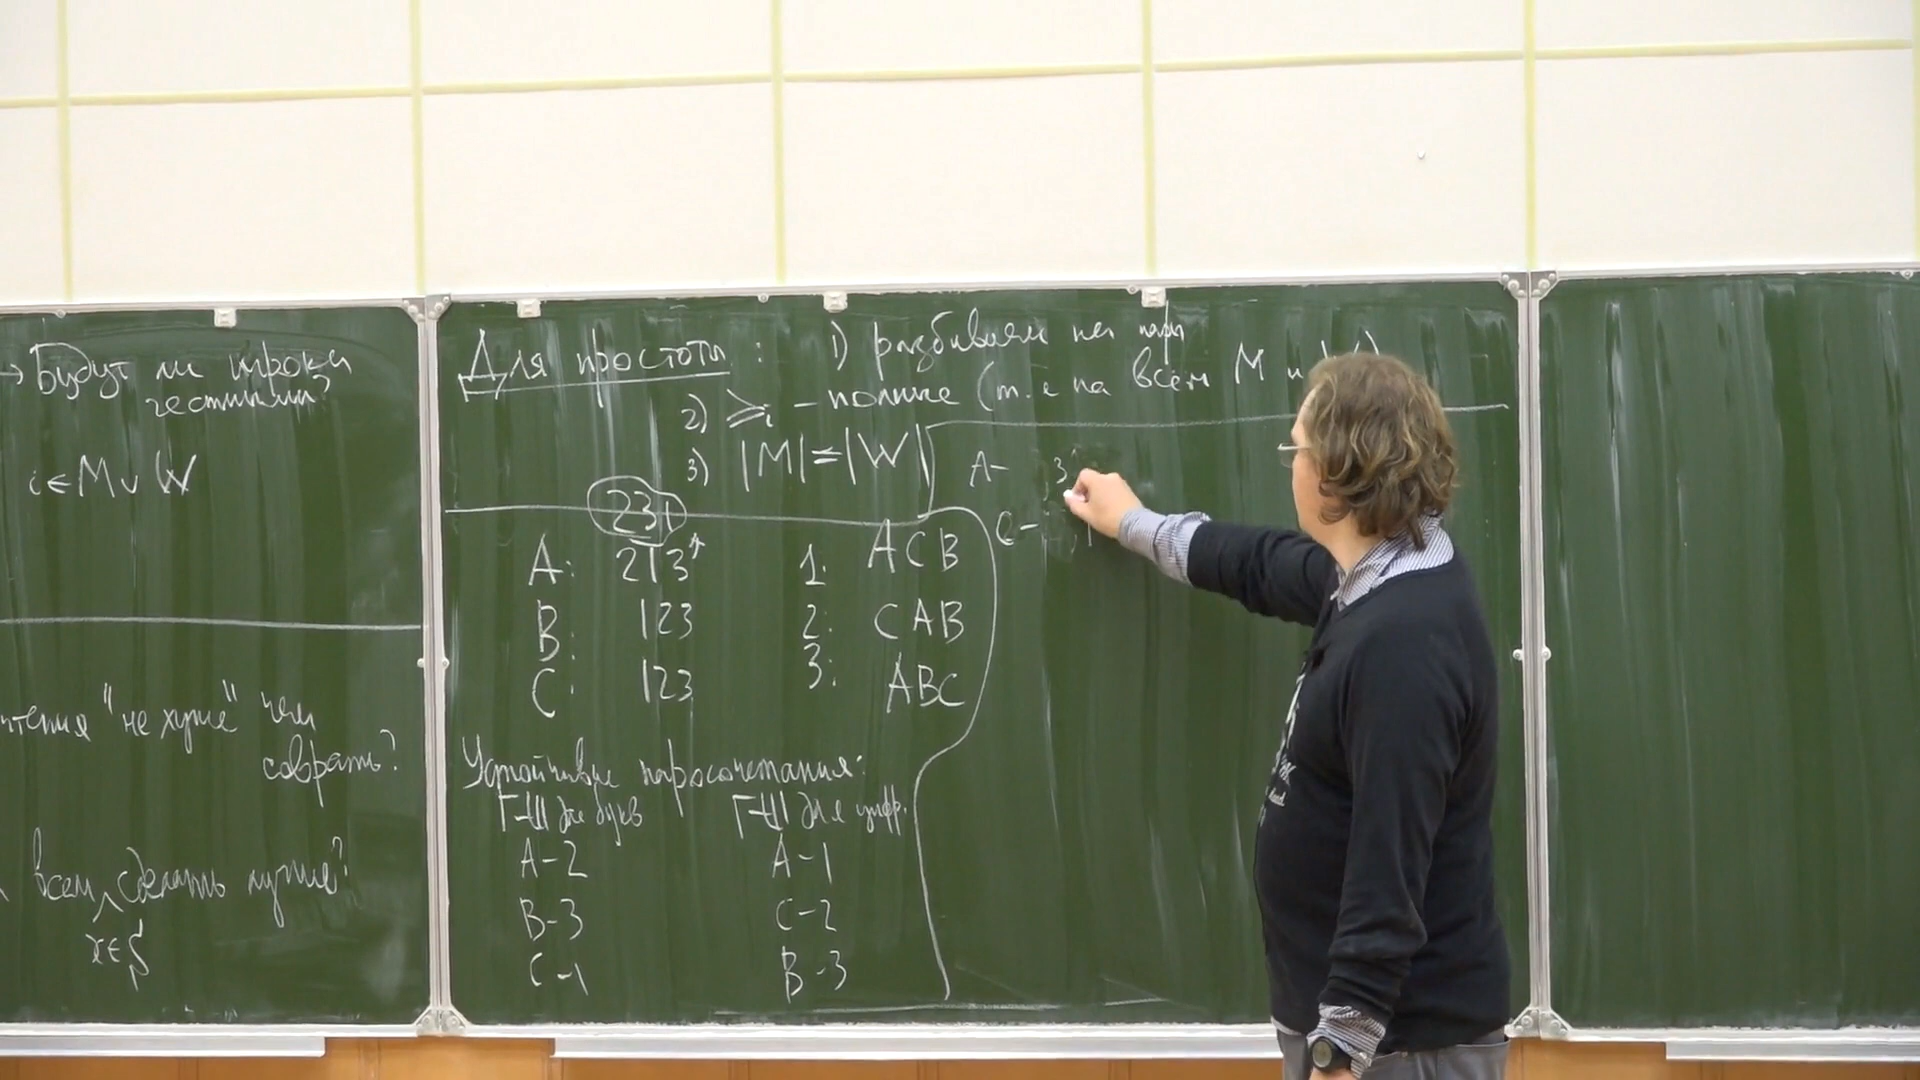 → Будут ли игроки
честными?
i ∈ M ∪ W
"не хуже" чем
соврать?
всем, сделать лучше?
x ∈ S
Для простоты: 1) разбиваем на пары
2) ≽i - полные (т.е на всём M и
3) |M|=|W|
231
A: 213
B: 123
C: 123
1: ACB
2: CAB
3: ABC
Устойчивые паросочетания:
Г-Ш для букв
A-2
B-3
C-1
Г-Ш для цифр.
A-1
C-2
B-3
A- 3
C-